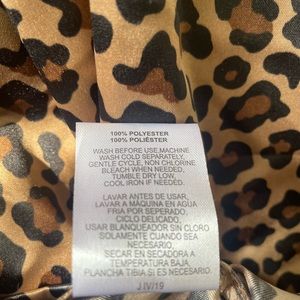 100% POLYESTER
100% POLIÉSTER
WASH BEFORE USE,MACHINE
WASH COLD SEPARATELY,
GENTLE CYCLE, NON CHLORINE
BLEACH WHEN NEEDED,
TUMBLE DRY LOW,
COOL IRON IF NEEDED.
LAVAR ANTES DE USAR,
LAVAR A MÁQUINA EN AGUA
FRIA POR SEPERADO,
CICLO DELICADO,
USAR BLANQUEADOR SIN CLORO
SOLAMENTE CUANDO SEA
NECESARIO,
SECAR EN SECADORA A
TEMPERATURA BAJA,
PLANCHA TIBIA SI ES NECESARIO.
J.IV/19